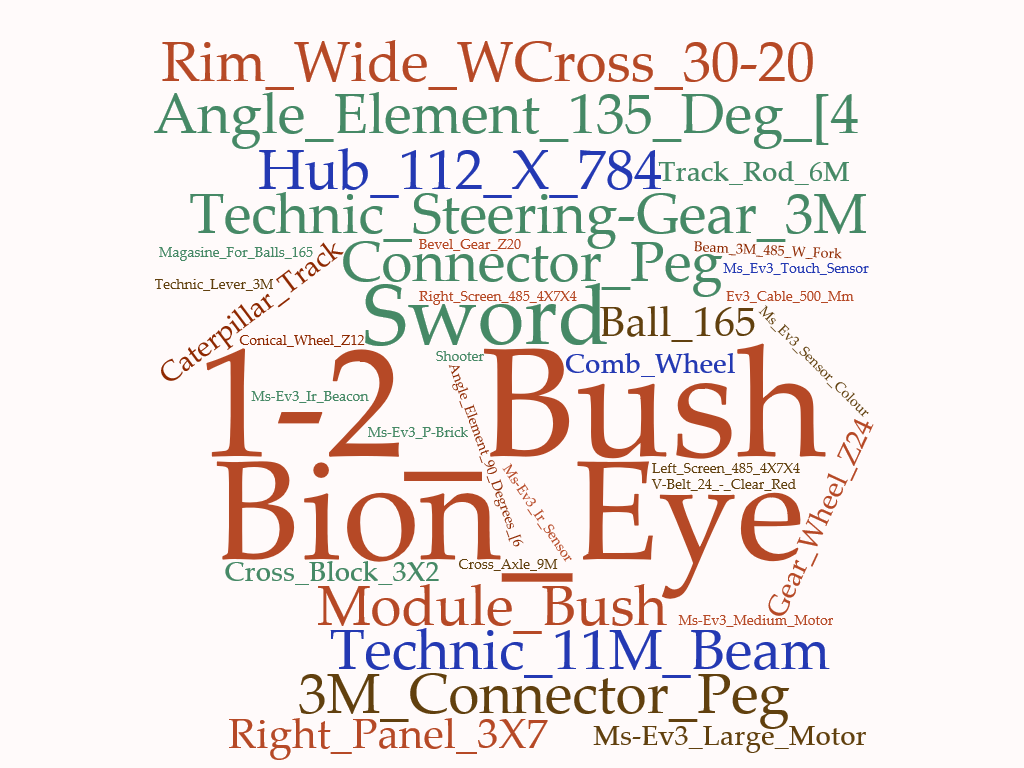 Rim_Wide_WCross_30-20
Angle_Element_135_Deg_[4
Hub_112_X_784
Track_Rod_6M
Technic_Steering-Gear_3M
Magasine_For_Balls_165
Bevel_Gear_Z20
Beam_3M_485_W_Fork
Connector_Peg
Ms_Ev3_Touch_Sensor
Technic_Lever_3M
Caterpillar_Track
Right_Screen_485_4X7X4
Ev3_Cable_500_Mm
Sword
Ball_165
Ms_Ev3_Sensor_Colour
Conical_Wheel_Z12
Shooter
Comb_Wheel
1-2_Bush
Ms-Ev3_Ir_Beacon
Ms-Ev3_P-Brick
Angle_Element_90_Degrees_[6
Ms-Ev3_Ir_Sensor
Left_Screen_485_4X7X4
V-Belt_24_-_Clear_Red
Gear_Wheel_Z24
Bion_Eye
Cross_Axle_9M
Cross_Block_3X2
Module_Bush
Ms-Ev3_Medium_Motor
Technic_11M_Beam
3M_Connector_Peg
Right_Panel_3X7
Ms-Ev3_Large_Motor